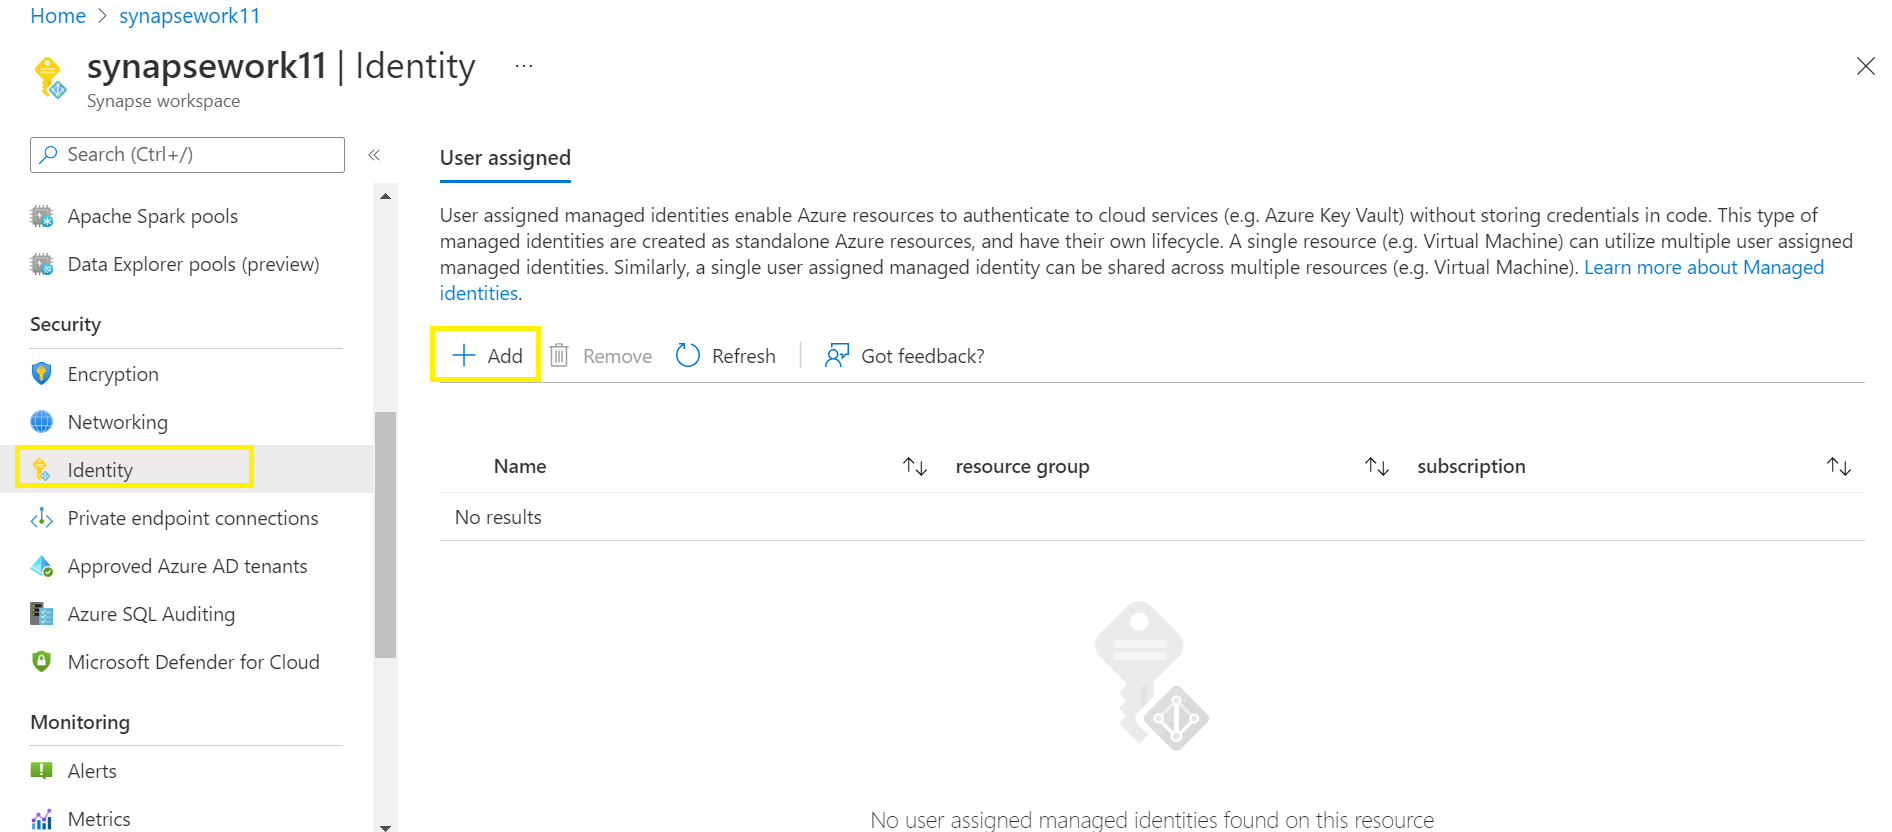 Home > synapsework11
synapsework11 | Identity ...
Synapse workspace
Search (Ctrl+/)
«
Apache Spark pools
Data Explorer pools (preview)
Security
Encryption
Networking
Identity
Private endpoint connections
Approved Azure AD tenants
Azure SQL Auditing
Microsoft Defender for Cloud
Monitoring
Alerts
Metrics
User assigned
User assigned managed identities enable Azure resources to authenticate to cloud services (e.g. Azure Key Vault) without storing credentials in code. This type of
managed identities are created as standalone Azure resources, and have their own lifecycle. A single resource (e.g. Virtual Machine) can utilize multiple user assigned
managed identities. Similarly, a single user assigned managed identity can be shared across multiple resources (e.g. Virtual Machine). Learn more about Managed
identities.
Add Remove Refresh | Got feedback?
Name resource group subscription
No results
No user assigned managed identities found on this resource